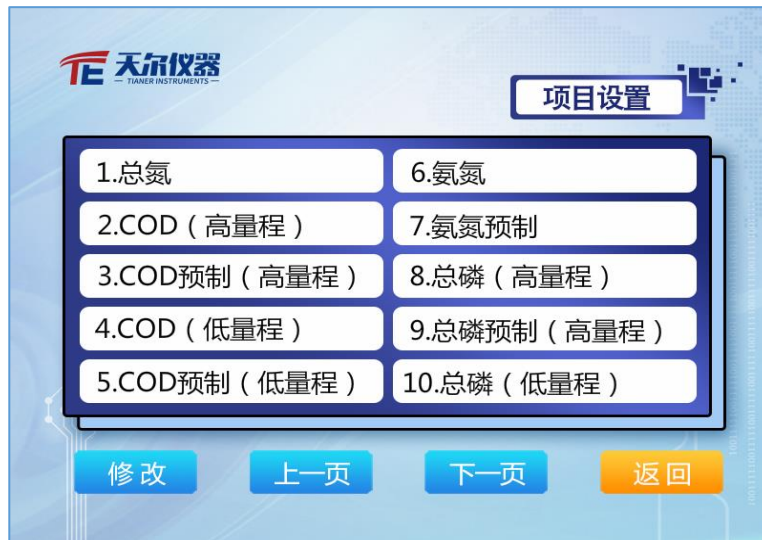 天尔仪器
TIANER INSTRUMENTS
项目设置
1.总氮
2.COD（高量程）
3.COD预制（高量程）
4.COD（低量程）
5.COD预制（低量程）
6.氨氮
7.氨氮预制
8.总磷（高量程）
9.总磷预制（高量程）
10.总磷（低量程）
修改
上一页
下一页
返回